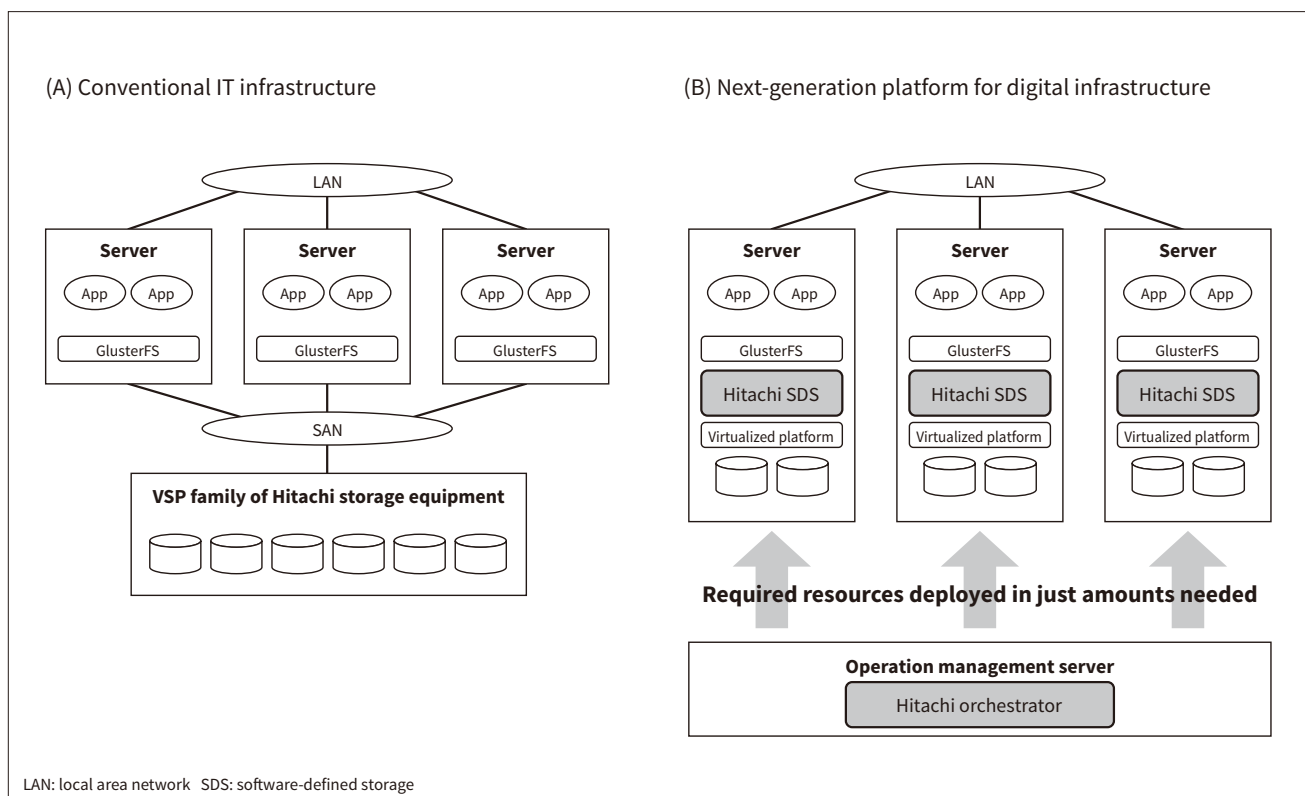 (A) Conventional IT infrastructure
LAN
Server
Server
Server
App
App
App
App
App
App
GlusterFS
GlusterFS
GlusterFS
SAN
VSP family of Hitachi storage equipment
(B) Next-generation platform for digital infrastructure
LAN
Server
Server
Server
App
App
App
App
App
App
GlusterFS
GlusterFS
GlusterFS
Hitachi SDS
Hitachi SDS
Hitachi SDS
Virtualized platform
Virtualized platform
Virtualized platform
Required resources deployed in just amounts needed
Operation management server
Hitachi orchestrator
LAN: local area network SDS: software-defined storage